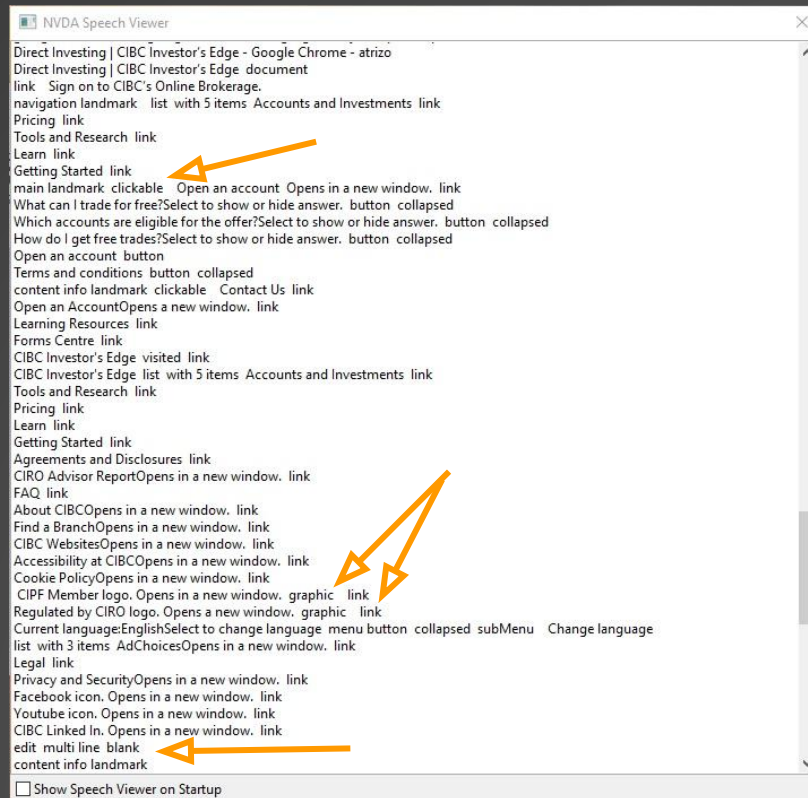 NVDA Speech Viewer
Direct Investing | CIBC Investor's Edge - Google Chrome - atrizo
Direct Investing | CIBC Investor's Edge document
link Sign on to CIBC's Online Brokerage.
navigation landmark list with 5 items Accounts and Investments link
Pricing link
Tools and Research link
Learn link
Getting Started link
main landmark clickable Open an account Opens in a new window. link
What can I trade for free?Select to show or hide answer. button collapsed
Which accounts are eligible for the offer?Select to show or hide answer. button collapsed
How do I get free trades?Select to show or hide answer. button collapsed
Open an account button
Terms and conditions button collapsed
content info landmark clickable Contact Us link
Open an AccountOpens a new window. link
Learning Resources link
Forms Centre link
CIBC Investor's Edge visited link
CIBC Investor's Edge list with 5 items Accounts and Investments link
Tools and Research link
Pricing link
Learn link
Getting Started link
Agreements and Disclosures link
CIRO Advisor ReportOpens in a new window. link
FAQ link
About CIBCOpens in a new window. link
Find a BranchOpens in a new window. link
CIBC WebsitesOpens in a new window. link
Accessibility at CIBCOpens in a new window. link
Cookie PolicyOpens in a new window. link
CIPF Member logo. Opens in a new window. graphic link
Regulated by CIRO logo. Opens a new window. graphic link
Current language:EnglishSelect to change language menu button collapsed subMenu Change language
list with 3 items AdChoicesOpens in a new window. link
Legal link
Privacy and SecurityOpens in a new window. link
Facebook icon. Opens in a new window. link
Youtube icon. Opens in a new window. link
CIBC Linked In. Opens in a new window. link
edit multi line blank
content info landmark
Show Speech Viewer on Startup